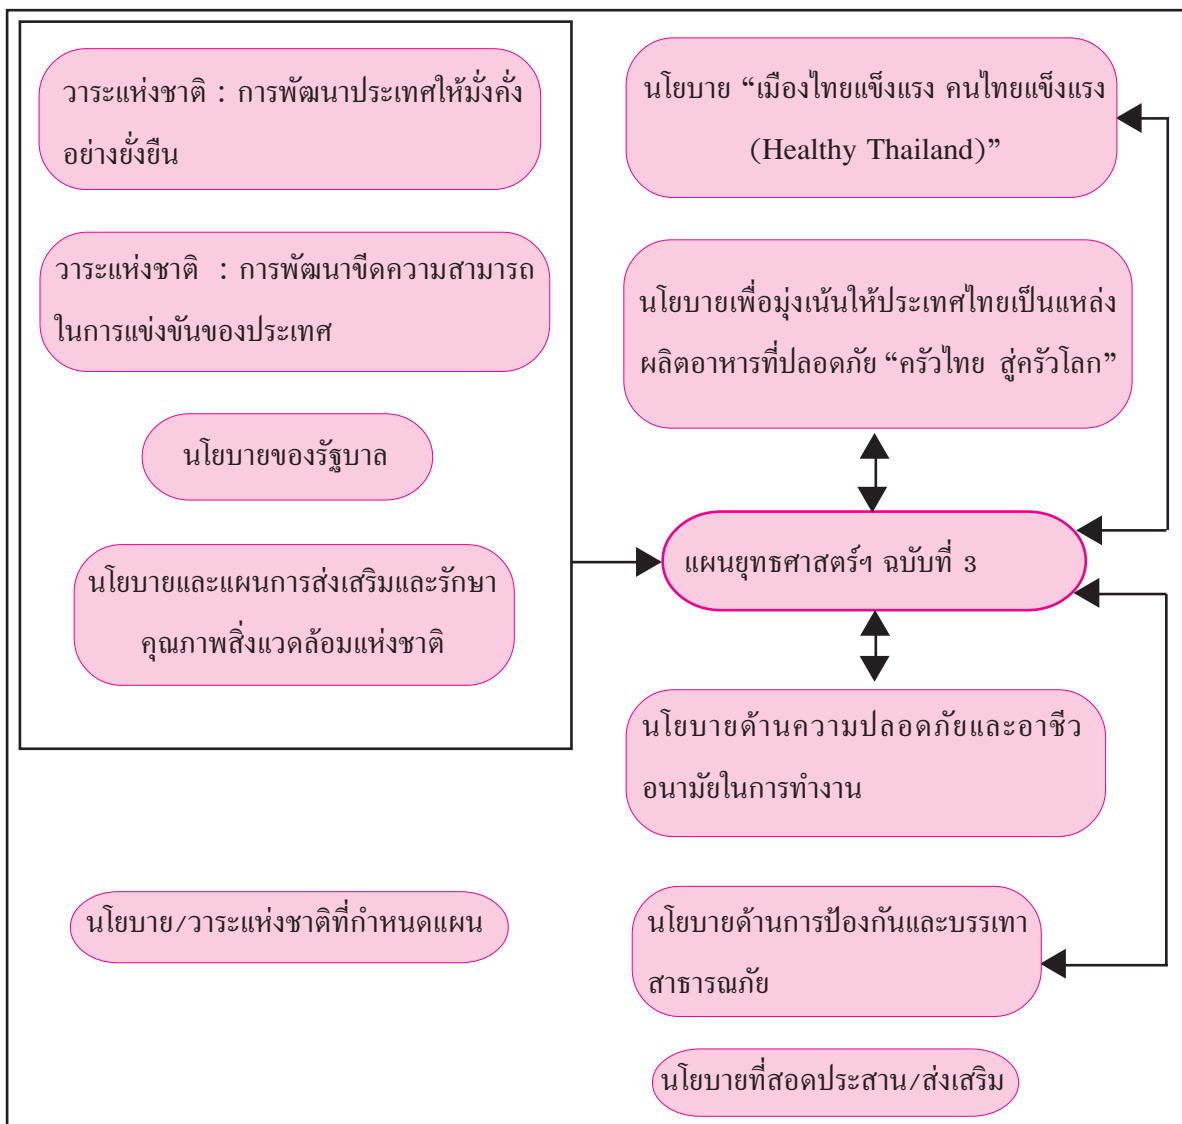 วาระแห่งชาติ : การพัฒนาประเทศให้มั่งคั่ง
อย่างยั่งยืน
วาระแห่งชาติ : การพัฒนาขีดความสามารถ
ในการแข่งขันของประเทศ
นโยบายของรัฐบาล
นโยบายและแผนการส่งเสริมและรักษา
คุณภาพสิ่งแวดล้อมแห่งชาติ
นโยบาย/วาระแห่งชาติที่กำหนดแผน
นโยบาย “เมืองไทยแข็งแรง คนไทยแข็งแรง
(Healthy Thailand)”
นโยบายเพื่อมุ่งเน้นให้ประเทศไทยเป็นแหล่ง
ผลิตอาหารที่ปลอดภัย “ครัวไทย สู่ครัวโลก”
แผนยุทธศาสตร์ฯ ฉบับที่ 3
นโยบายด้านความปลอดภัยและอาชีว
อนามัยในการทำงาน
นโยบายด้านการป้องกันและบรรเทา
สาธารณภัย
นโยบายที่สอดประสาน/ส่งเสริม